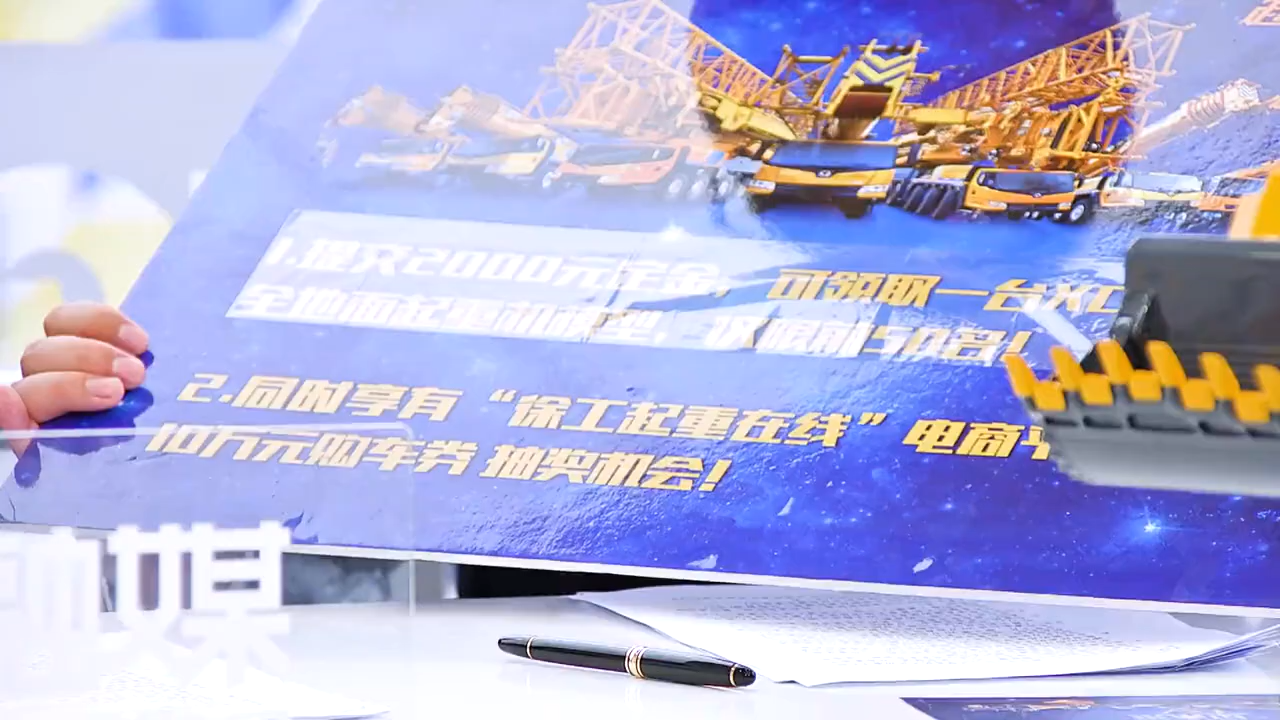 1.提交2000元定金，可领取一台XC
全地面起重机模型，仅限前50名！
2.同时享有“徐工起重在线”电商
10万元购车券 抽奖机会！
媒